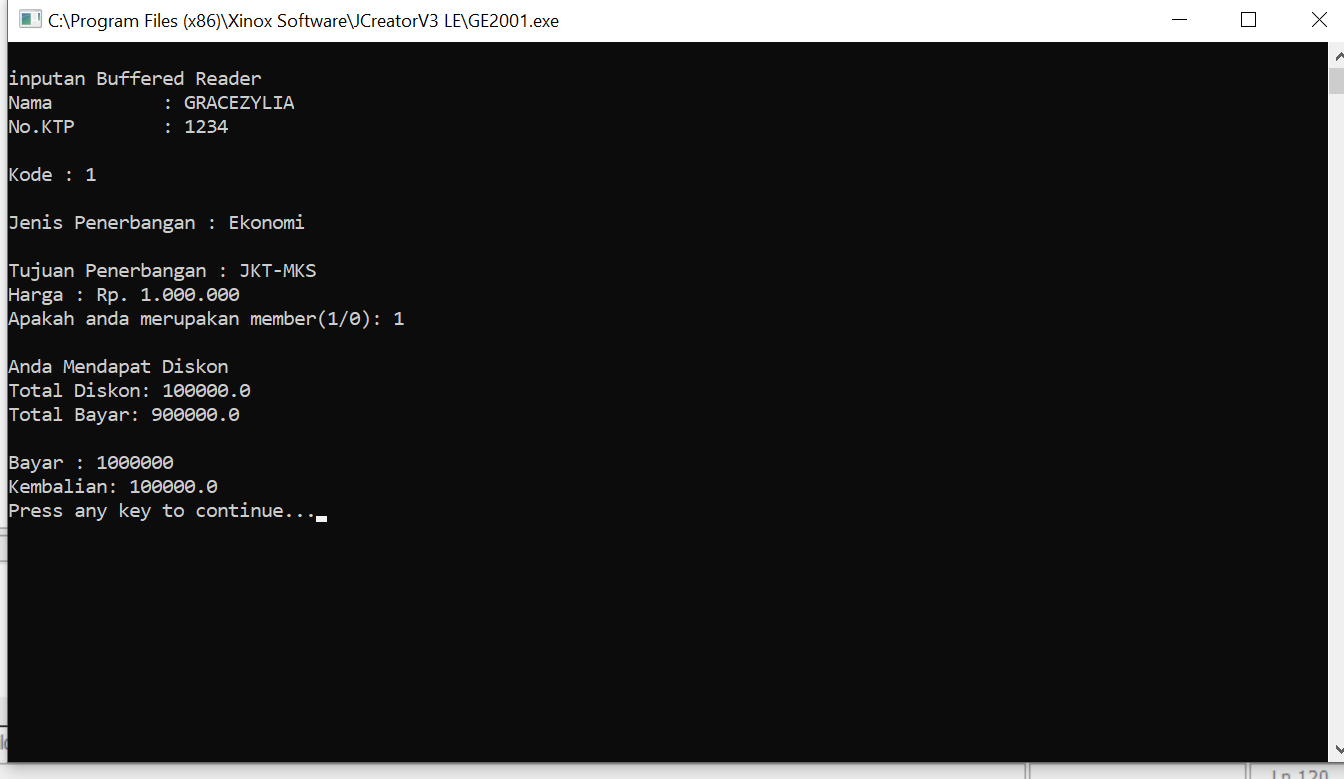 C:\Program Files (x86)\Xinox Software\JCreatorV3 LE\GE2001.exe
inputan Buffered Reader
Nama          : GRACEZYLIA
No.KTP        : 1234
Kode : 1
Jenis Penerbangan : Ekonomi
Tujuan Penerbangan : JKT-MKS
Harga : Rp. 1.000.000
Apakah anda merupakan member(1/0): 1
Anda Mendapat Diskon
Total Diskon: 100000.0
Total Bayar: 900000.0
Bayar : 1000000
Kembalian: 100000.0
Press any key to continue...
Ln 120